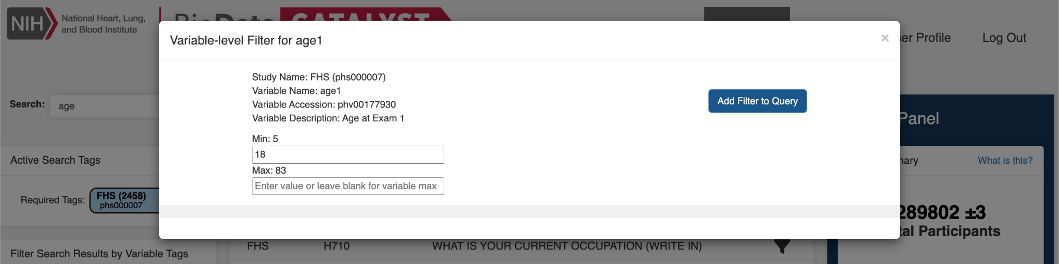 NIH
National Heart, Lung,
and Blood Institute
BioData
CATALYST
User Profile
Log Out
Variable-level Filter for age1
×
Study Name: FHS (phs000007)
Variable Name: age1
Variable Accession: phv00177930
Variable Description: Age at Exam 1
Add Filter to Query
Min: 5
18
Max: 83
Enter value or leave blank for variable max
Search:
age
Panel
Active Search Tags
What is this?
Required Tags:
FHS (2458)
phs000007
289802 ±3
Participants
Filter Search Results by Variable Tags
FHS
H710
WHAT IS YOUR CURRENT OCCUPATION (WRITE IN)